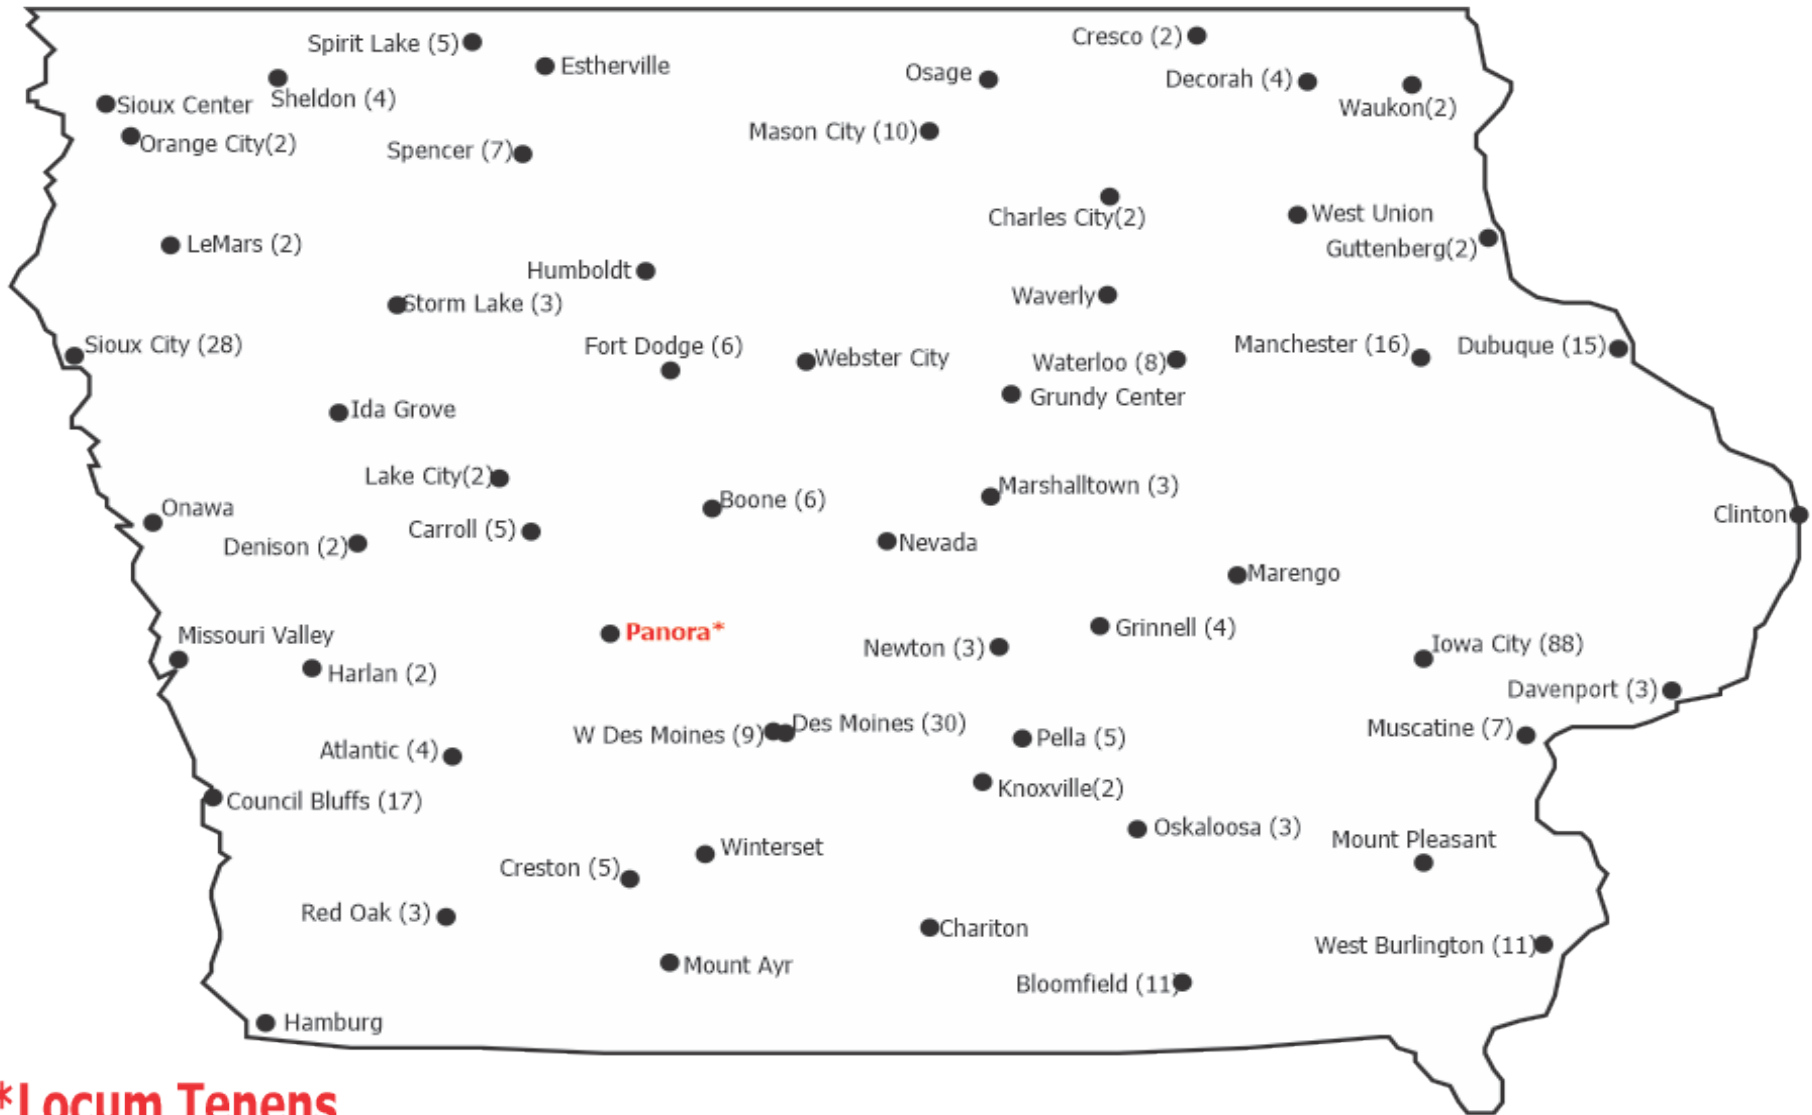 Cresco (2)
Spirit Lake (5)
Estherville
Osage
Decorah (4)
Sheldon (4)
Sioux Center
Waukon(2)
Mason City (10)
Orange City(2)
Spencer (7)
Charles City(2)
West Union
LeMars (2)
Guttenberg(2)
Humboldt
Waverly
Storm Lake (3)
Sioux City (28)
Fort Dodge (6)
Webster City
Waterloo (8)
Manchester (16)
Dubuque (15)
Grundy Center
Ida Grove
Lake City(2)
Marshalltown (3)
Boone (6)
Onawa
Clinton
Carroll (5)
Denison (2)
Nevada
Marengo
Missouri Valley
Panora*
Grinnell (4)
Newton (3)
Iowa City (88)
Harlan (2)
Davenport (3)
W Des Moines (9)
Des Moines (30)
Pella (5)
Muscatine (7)
Atlantic (4)
Knoxville(2)
Council Bluffs (17)
Oskaloosa (3)
Mount Pleasant
Winterset
Creston (5)
Red Oak (3)
Chariton
West Burlington (11)
Mount Ayr
Bloomfield (11)
Hamburg
*Locum Tenens